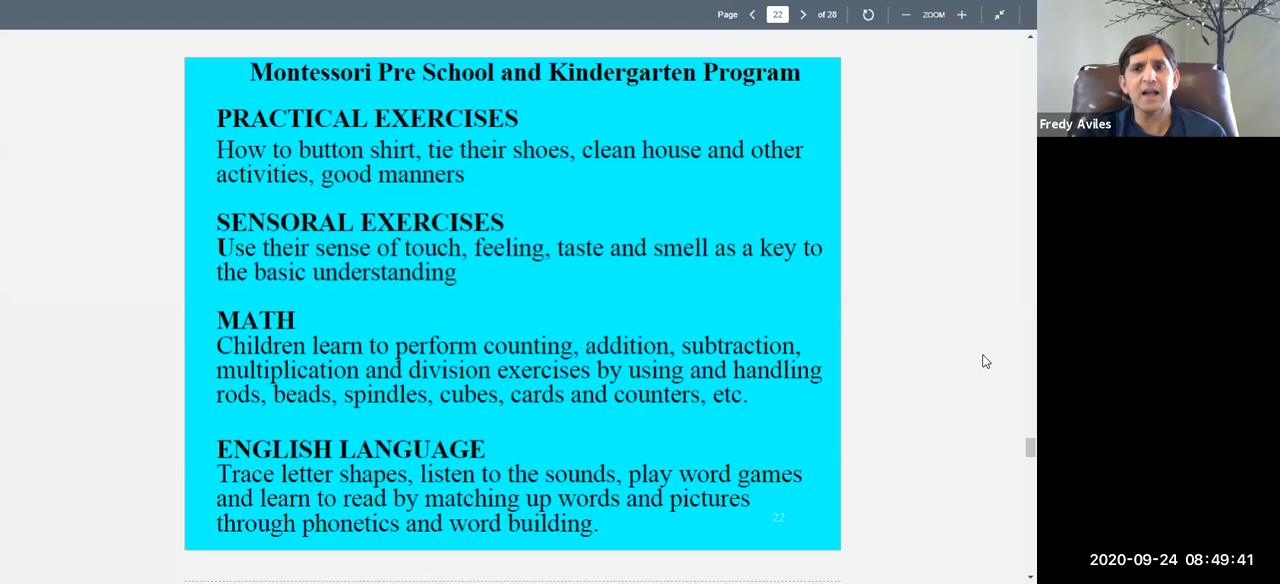 Page 22 of 28 ZOOM
Montessori Pre School and Kindergarten Program
PRACTICAL EXERCISES
How to button shirt, tie their shoes, clean house and other
activities, good manners
SENSORAL EXERCISES
Use their sense of touch, feeling, taste and smell as a key to
the basic understanding
MATH
Children learn to perform counting, addition, subtraction,
multiplication and division exercises by using and handling
rods, beads, spindles, cubes, cards and counters, etc.
ENGLISH LANGUAGE
Trace letter shapes, listen to the sounds, play word games
and learn to read by matching up words and pictures
through phonetics and word building.
22
Fredy Aviles
2020-09-24 08:49:41